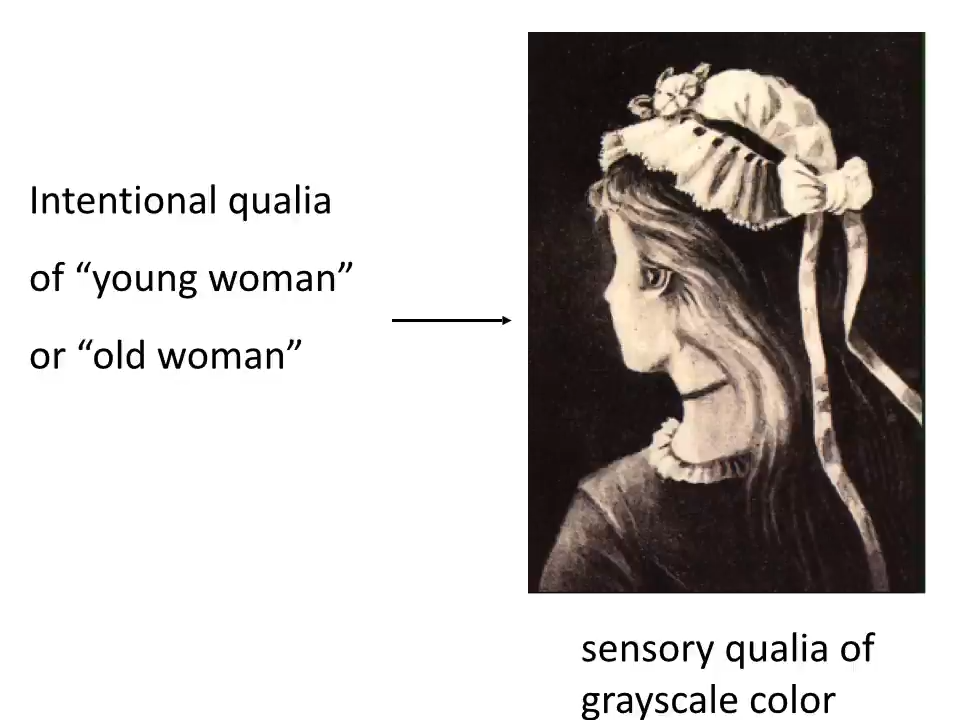 Intentional qualia
of “young woman”
or “old woman”
sensory qualia of
grayscale color